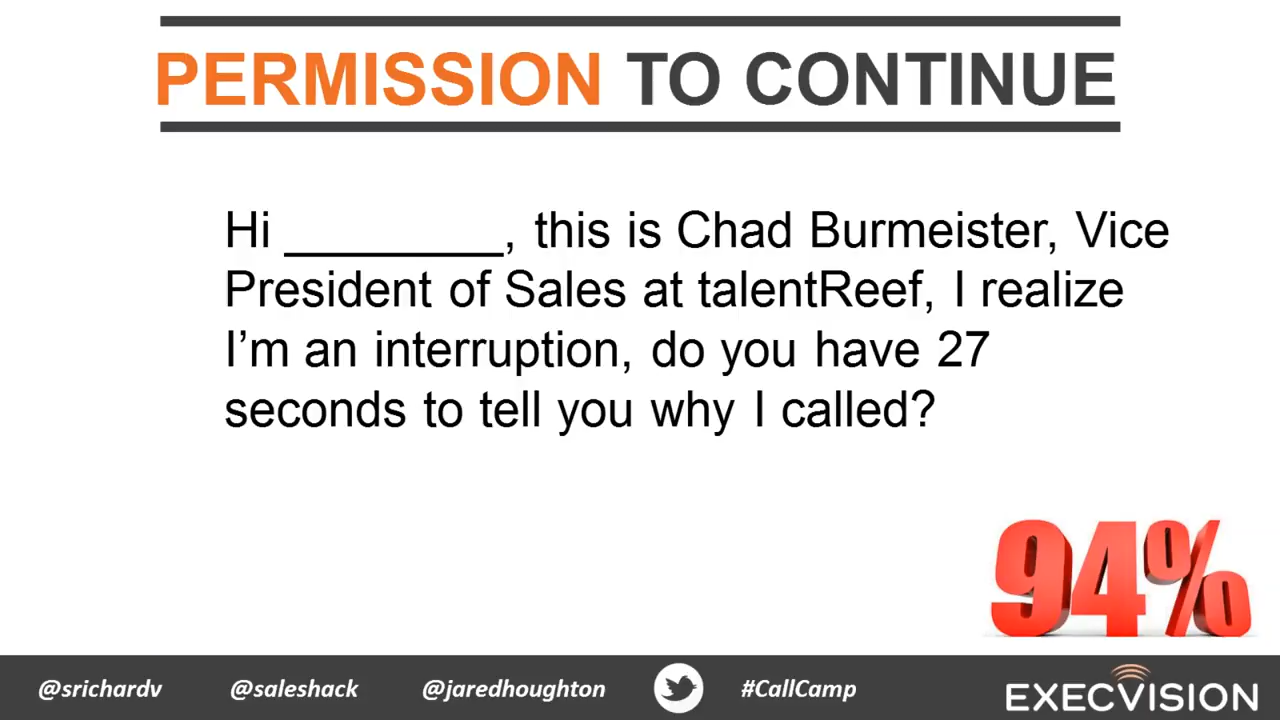 PERMISSION TO CONTINUE
Hi ________, this is Chad Burmeister, Vice
President of Sales at talentReef, I realize
I'm an interruption, do you have 27
seconds to tell you why I called?
94%
@srichardv @saleshack @jaredhoughton #CallCamp EXECVISION